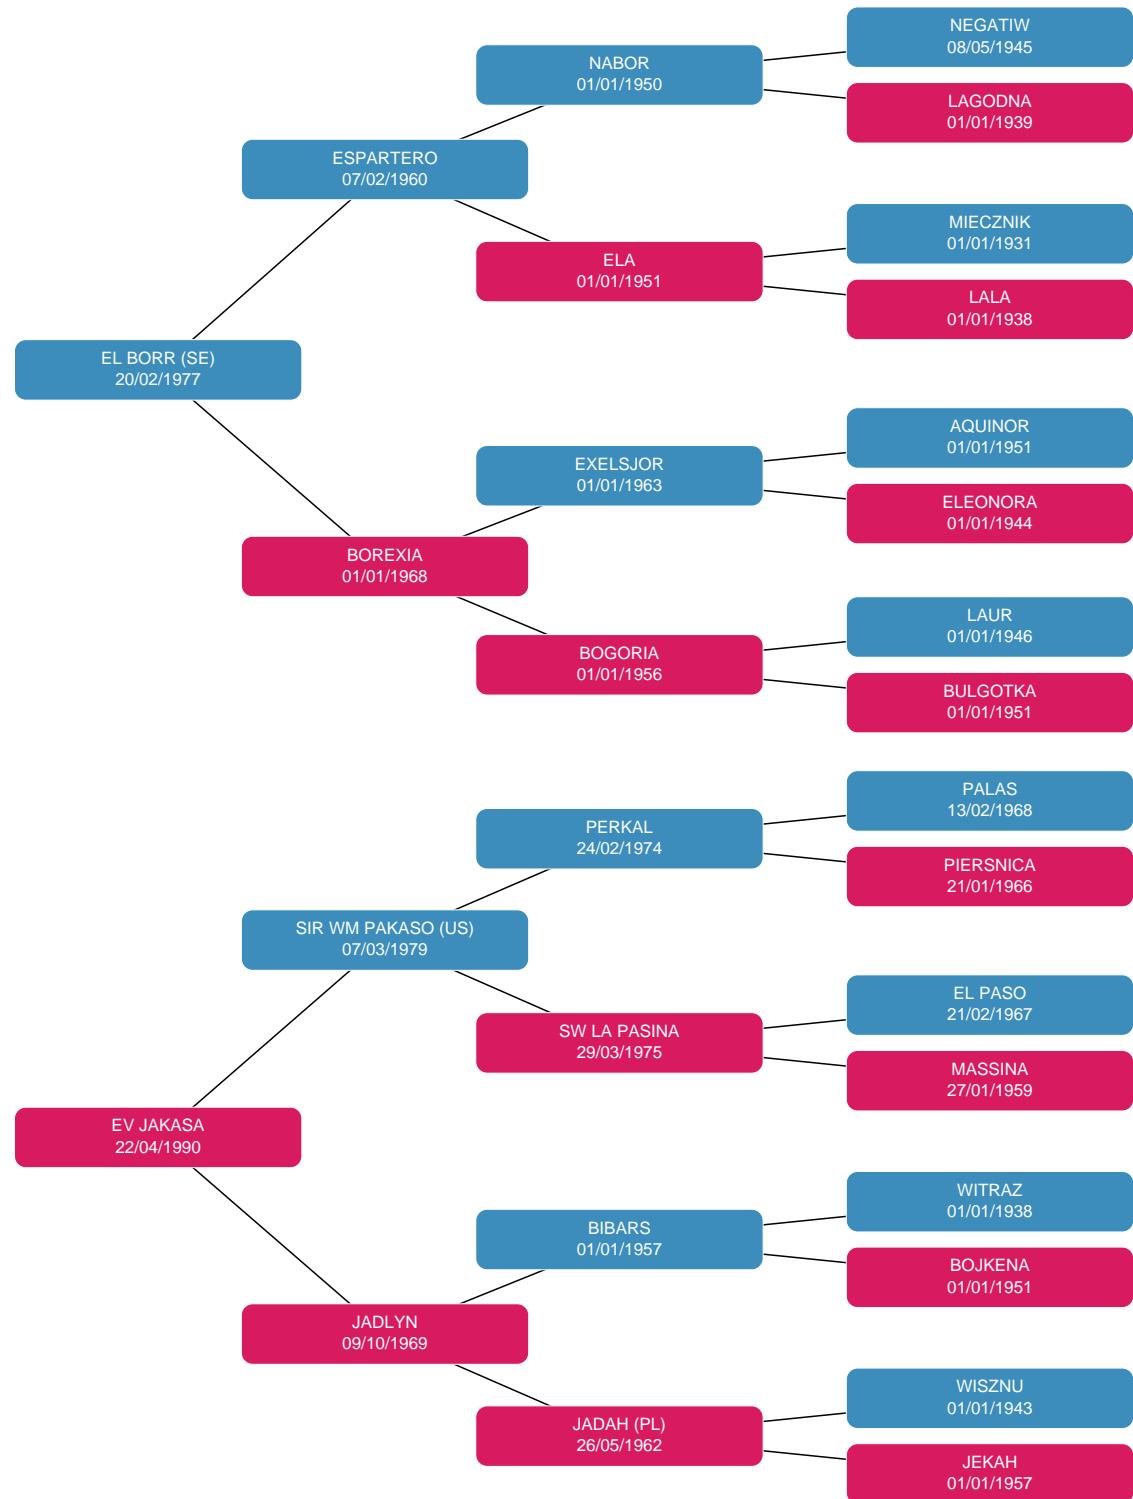 NEGATIW
08/05/1945
NABOR
01/01/1950
LAGODNA
01/01/1939
ESPARTERO
07/02/1960
MIECZNIK
01/01/1931
ELA
01/01/1951
LALA
01/01/1938
EL BORR (SE)
20/02/1977
AQUINOR
01/01/1951
EXELSJOR
01/01/1963
ELEONORA
01/01/1944
BOREXIA
01/01/1968
LAUR
01/01/1946
BOGORIA
01/01/1956
BULGOTKA
01/01/1951
PALAS
13/02/1968
PERKAL
24/02/1974
PIERSNICA
21/01/1966
SIR WM PAKASO (US)
07/03/1979
EL PASO
21/02/1967
SW LA PASINA
29/03/1975
MASSINA
27/01/1959
EV JAKASA
22/04/1990
WITRAZ
01/01/1938
BIBARS
01/01/1957
BOJKENA
01/01/1951
JADLYN
09/10/1969
WISZNU
01/01/1943
JADAH (PL)
26/05/1962
JEKAH
01/01/1957